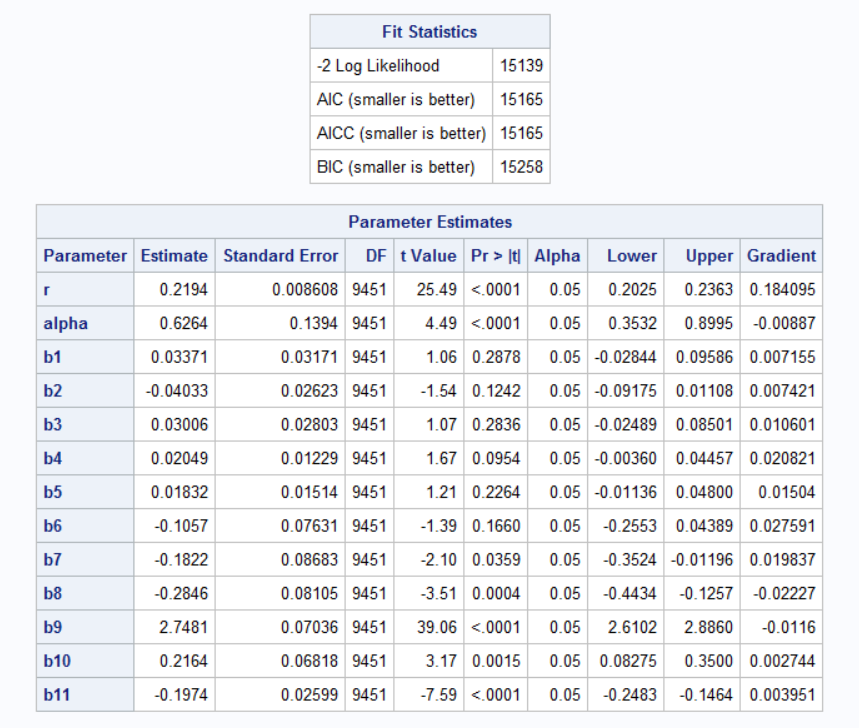 Fit Statistics
-2 Log Likelihood 15139
AIC (smaller is better) 15165
AICC (smaller is better) 15165
BIC (smaller is better) 15258
Parameter Estimates
Parameter Estimate Standard Error DF t Value Pr > |t| Alpha Lower Upper Gradient
r 0.2194 0.008608 9451 25.49 <.0001 0.05 0.2025 0.2363 0.184095
alpha 0.6264 0.1394 9451 4.49 <.0001 0.05 0.3532 0.8995 -0.00887
b1 0.03371 0.03171 9451 1.06 0.2878 0.05 -0.02844 0.09586 0.007155
b2 -0.04033 0.02623 9451 -1.54 0.1242 0.05 -0.09175 0.01108 0.007421
b3 0.03006 0.02803 9451 1.07 0.2836 0.05 -0.02489 0.08501 0.010601
b4 0.02049 0.01229 9451 1.67 0.0954 0.05 -0.00360 0.04457 0.020821
b5 0.01832 0.01514 9451 1.21 0.2264 0.05 -0.01136 0.04800 0.01504
b6 -0.1057 0.07631 9451 -1.39 0.1660 0.05 -0.2553 0.04389 0.027591
b7 -0.1822 0.08683 9451 -2.10 0.0359 0.05 -0.3524 -0.01196 0.019837
b8 -0.2846 0.08105 9451 -3.51 0.0004 0.05 -0.4434 -0.1257 -0.02227
b9 2.7481 0.07036 9451 39.06 <.0001 0.05 2.6102 2.8860 -0.0116
b10 0.2164 0.06818 9451 3.17 0.0015 0.05 0.08275 0.3500 0.002744
b11 -0.1974 0.02599 9451 -7.59 <.0001 0.05 -0.2483 -0.1464 0.003951